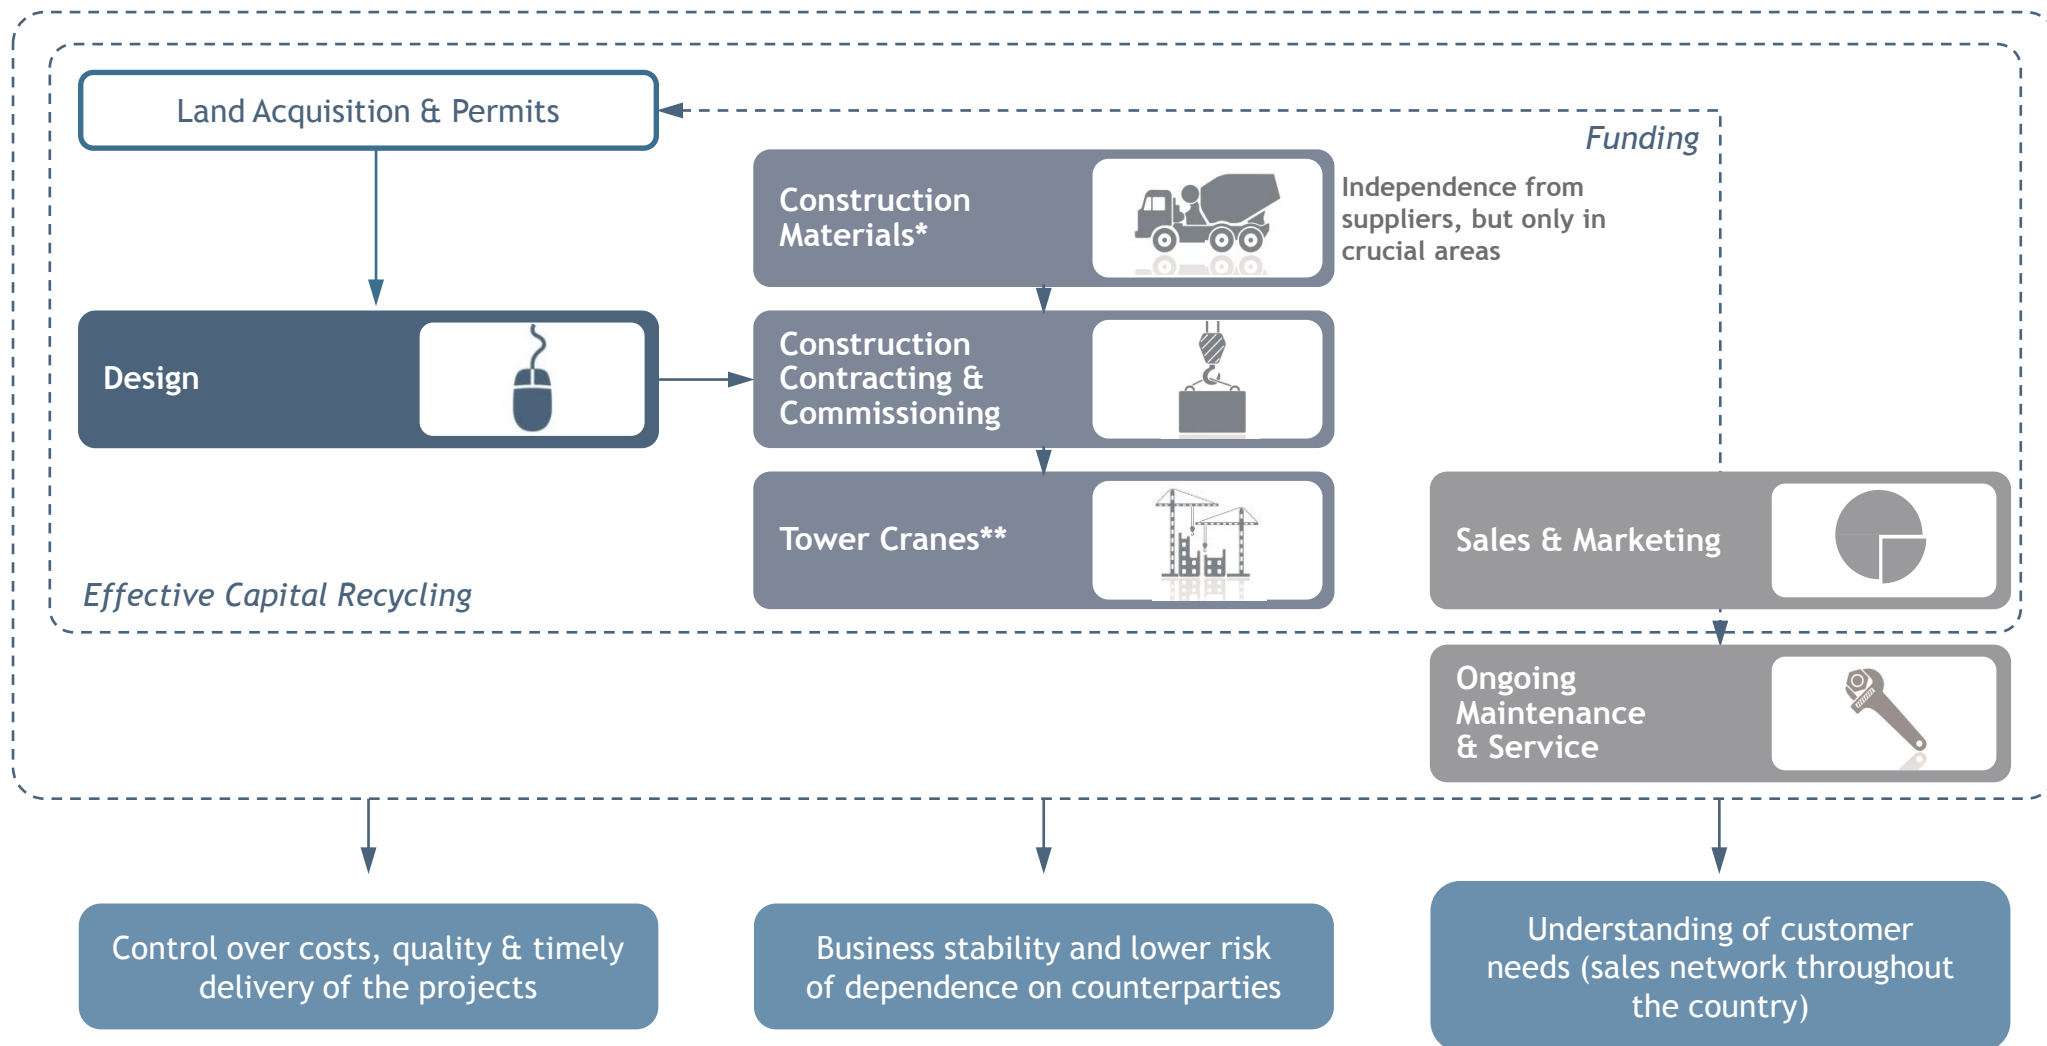 Land Acquisition & Permits
Funding
Construction
Materials*
Independence from
suppliers, but only in
crucial areas
Design
Construction
Contracting &
Commissioning
Tower Cranes**
Sales & Marketing
Effective Capital Recycling
Ongoing
Maintenance
& Service
Control over costs, quality & timely
delivery of the projects
Business stability and lower risk
of dependence on counterparties
Understanding of customer
needs (sales network throughout
the country)